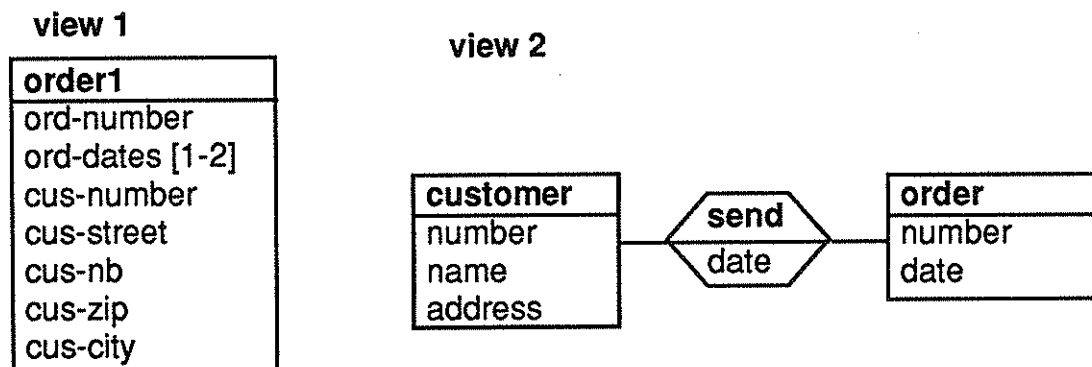 view 1
order1
ord-number
ord-dates [1-2]
cus-number
cus-street
cus-nb
cus-zip
cus-city
view 2
customer
number
name
address
send
date
order
number
date